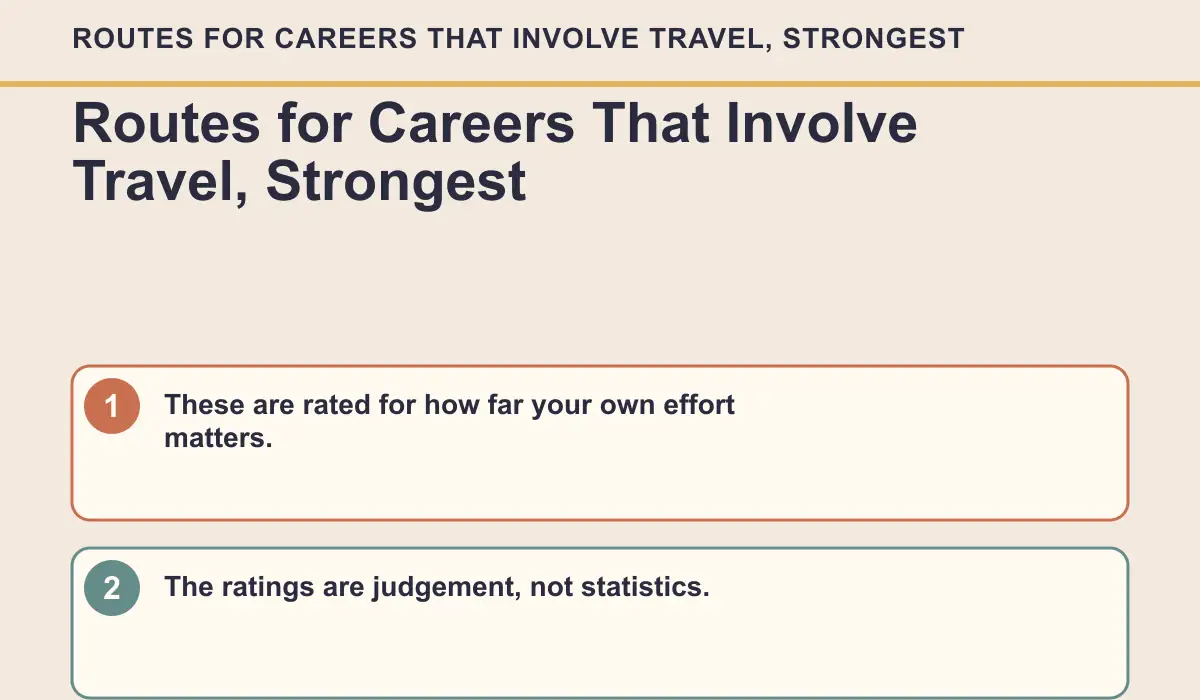 ROUTES FOR CAREERS THAT INVOLVE TRAVEL, STRONGEST
Routes for Careers That Involve
Travel, Strongest
1
These are rated for how far your own effort
matters.
2
The ratings are judgement, not statistics.